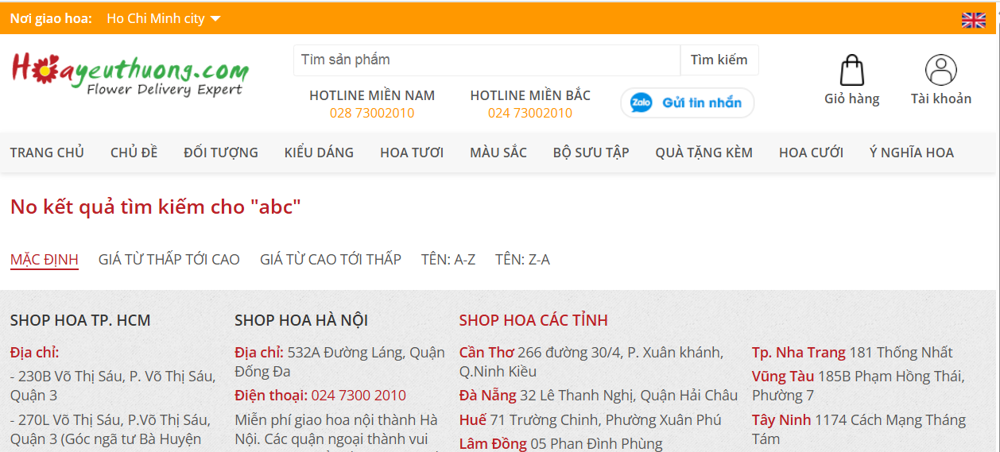 Nơi giao hoa: Ho Chi Minh city
Hoayeuthuong.com
Flower Delivery Expert
Tìm sản phẩm
Tìm kiếm
HOTLINE MIỀN NAM
028 73002010
HOTLINE MIỀN BẮC
024 73002010
Zalo Gửi tin nhắn
Giỏ hàng
Tài khoản
TRANG CHỦ CHỦ ĐỀ ĐỐI TƯỢNG KIỂU DÁNG HOA TƯƠI MÀU SẮC BỘ SƯU TẬP QUÀ TẶNG KÈM HOA CƯỚI Ý NGHĨA HOA
No kết quả tìm kiếm cho "abc"
MẶC ĐỊNH GIÁ TỪ THẤP TỚI CAO GIÁ TỪ CAO TỚI THẤP TÊN: A-Z TÊN: Z-A
SHOP HOA TP. HCM
Địa chỉ:
- 230B Võ Thị Sáu, P. Võ Thị Sáu,
Quận 3
- 270L Võ Thị Sáu, P.Võ Thị Sáu,
Quận 3 (Góc ngã tư Bà Huyện
SHOP HOA HÀ NỘI
Địa chỉ: 532A Đường Láng, Quận
Đống Đa
Điện thoại: 024 7300 2010
Miễn phí giao hoa nội thành Hà
Nội. Các quận ngoại thành vui
SHOP HOA CÁC TỈNH
Cần Thơ 266 đường 30/4, P. Xuân khánh,
Q.Ninh Kiều
Đà Nẵng 32 Lê Thanh Nghị, Quận Hải Châu
Huế 71 Trường Chinh, Phường Xuân Phú
Lâm Đồng 05 Phan Đình Phùng
Tp. Nha Trang 181 Thống Nhất
Vũng Tàu 185B Phạm Hồng Thái,
Phường 7
Tây Ninh 1174 Cách Mạng Tháng
Tám